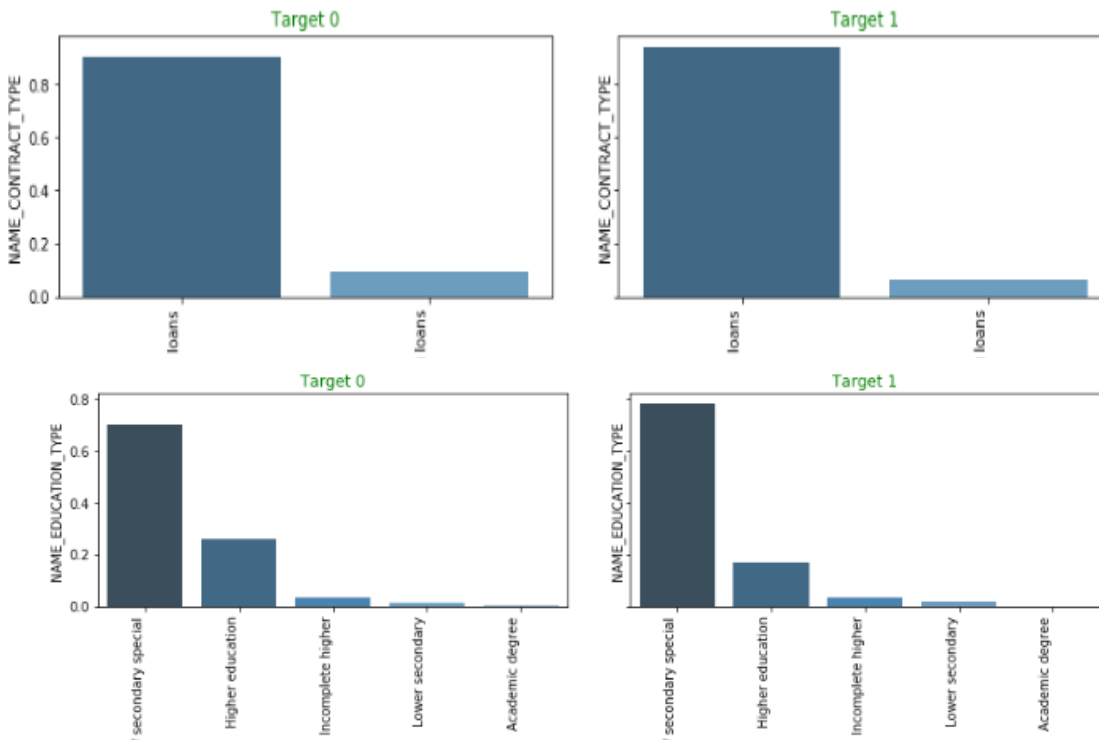 Target 0
Target 1
NAME_CONTRACT_TYPE
0.8
0.6
0.4
0.2
0.0
loans
loans
NAME_CONTRACT_TYPE
loans
loans
Target 0
Target 1
NAME_EDUCATION_TYPE
0.8
0.6
0.4
0.2
0.0
secondary special
Higher education
Incomplete higher
Lower secondary
Academic degree
NAME_EDUCATION_TYPE
secondary special
Higher education
Incomplete higher
Lower secondary
Academic degree